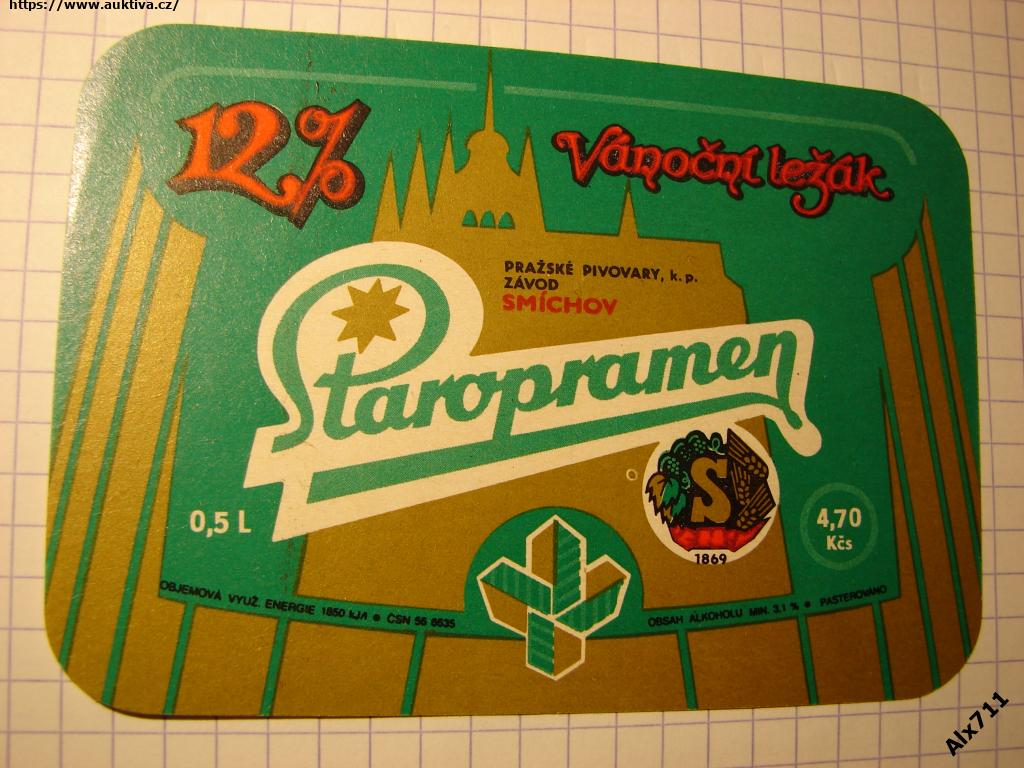 https://www.auktiva.cz/
12%
Vánoční ležák
PRAŽSKÉ PIVOVARY, k. p.
ZÁVOD
SMÍCHOV
Staropramen
S
1869
0,5 L
4,70
Kčs
OBJEMOVÁ VYUŽ. ENERGIE 1850 kJ/l ● ČSN 56 6635
OBSAH ALKOHOLU MIN. 3.1 % ● PASTEROVÁNO
Alx711